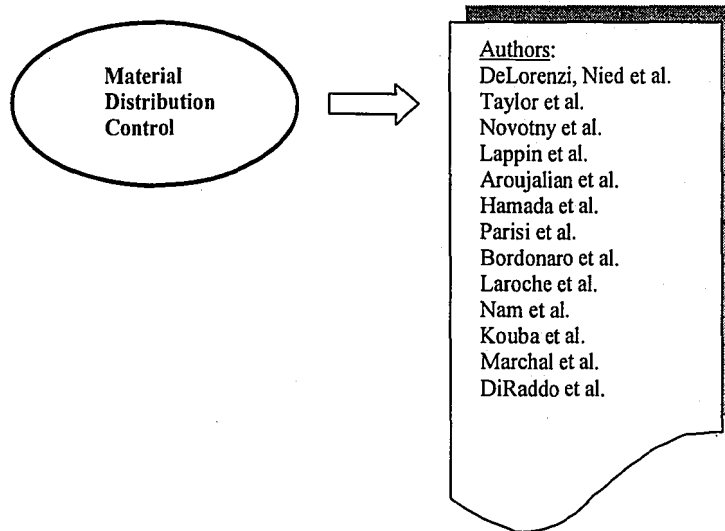 Material
Distribution
Control
Authors:
DeLorenzi, Nied et al.
Taylor et al.
Novotny et al.
Lappin et al.
Aroujalian et al.
Hamada et al.
Parisi et al.
Bordonaro et al.
Laroche et al.
Nam et al.
Kouba et al.
Marchal et al.
DiRaddo et al.